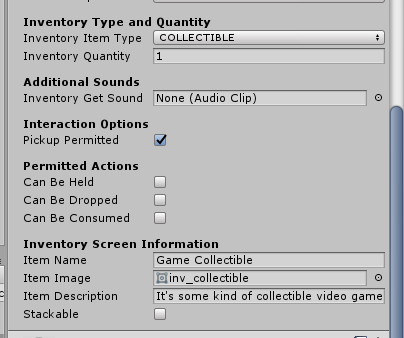 Inventory Type and Quantity
Inventory Item Type COLLECTIBLE
Inventory Quantity 1
Additional Sounds
Inventory Get Sound None (Audio Clip)
Interaction Options
Pickup Permitted
Permitted Actions
Can Be Held
Can Be Dropped
Can Be Consumed
Inventory Screen Information
Item Name Game Collectible
Item Image inv_collectible
Item Description It's some kind of collectible video game
Stackable